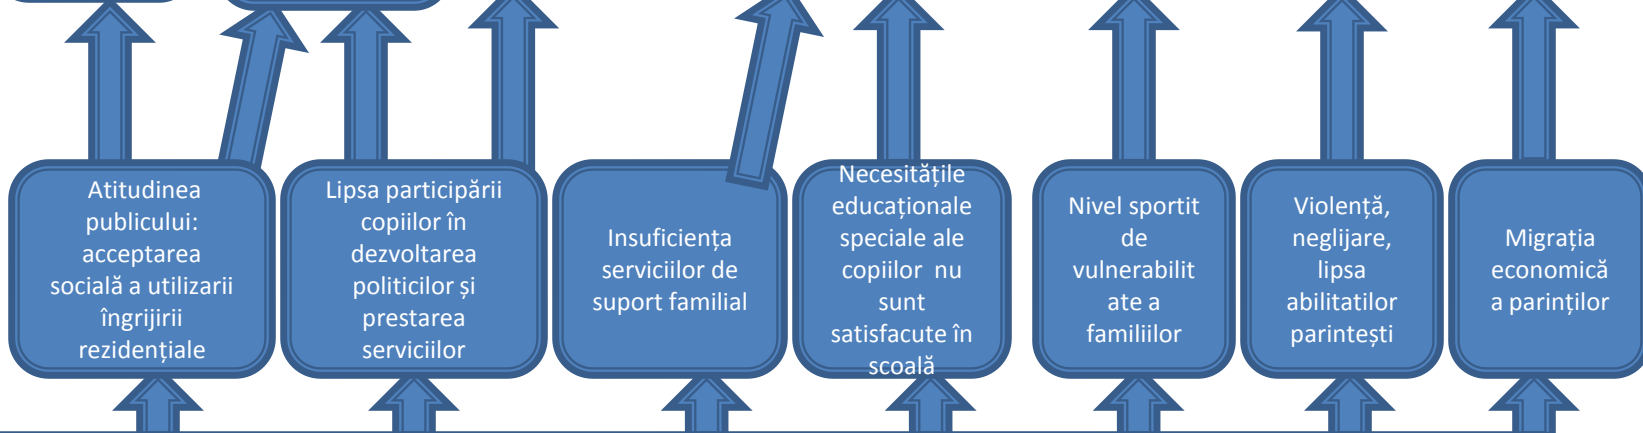 Atitudinea
publicului:
acceptarea
socială a utilizarii
îngrijirii
rezidențiale
Lipsa participării
copiilor în
dezvoltarea
politicilor și
prestarea
serviciilor
Insuficiența
serviciilor de
suport familial
Necesitățile
educaționale
speciale ale
copiilor  nu
sunt
satisfacute în
scoală
Nivel sportit
de
vulnerabilit
ate a
familiilor
Violență,
neglijare,
lipsa
abilitatilor
parintești
Migrația
economică
a parinților